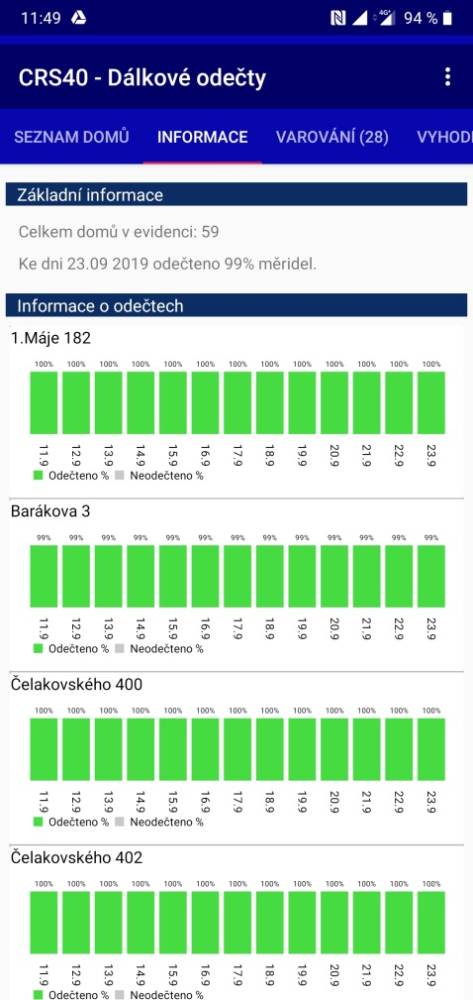 11:49 4G+ 94 %
CRS40 - Dálkové odečty
SEZNAM DOMŮ INFORMACE VAROVÁNÍ (28) VYHODI
Základní informace
Celkem domů v evidenci: 59
Ke dni 23.09 2019 odečteno 99% měridel.
Informace o odečtech
1.Máje 182
100% 100% 100% 100% 100% 100% 100% 100% 100% 100% 100% 100% 100%
11.9 12.9 13.9 14.9 15.9 16.9 17.9 18.9 19.9 20.9 21.9 22.9 23.9
Odečteno % Neodečteno %
Barákova 3
99% 99% 99% 99% 99% 99% 99% 99% 99% 99% 99% 99% 99%
11.9 12.9 13.9 14.9 15.9 16.9 17.9 18.9 19.9 20.9 21.9 22.9 23.9
Odečteno % Neodečteno %
Čelakovského 400
100% 100% 100% 100% 100% 100% 100% 100% 100% 100% 100% 100% 100%
11.9 12.9 13.9 14.9 15.9 16.9 17.9 18.9 19.9 20.9 21.9 22.9 23.9
Odečteno % Neodečteno %
Čelakovského 402
100% 100% 100% 100% 100% 100% 100% 100% 100% 100% 100% 100% 100%
11.9 12.9 13.9 14.9 15.9 16.9 17.9 18.9 19.9 20.9 21.9 22.9 23.9
Odečteno % Neodečteno %